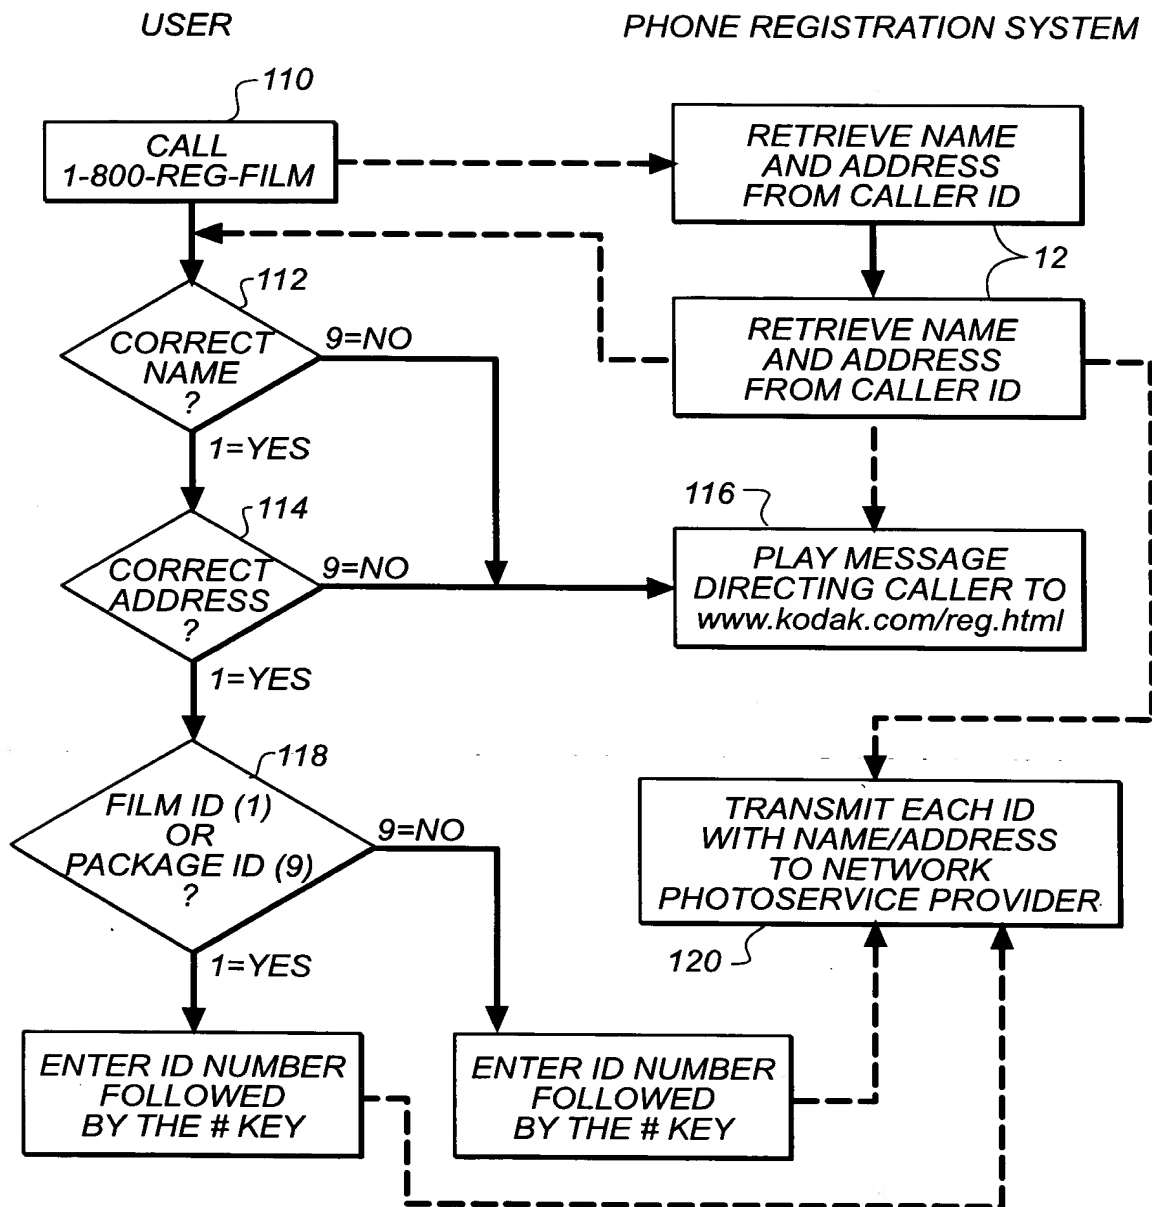 USER
PHONE REGISTRATION SYSTEM
110
CALL
1-800-REG-FILM
RETRIEVE NAME
AND ADDRESS
FROM CALLER ID
12
112
CORRECT
NAME
?
9=NO
1=YES
RETRIEVE NAME
AND ADDRESS
FROM CALLER ID
114
CORRECT
ADDRESS
?
9=NO
1=YES
116
PLAY MESSAGE
DIRECTING CALLER TO
www.kodak.com/reg.html
118
FILM ID (1)
OR
PACKAGE ID (9)
?
9=NO
1=YES
TRANSMIT EACH ID
WITH NAME/ADDRESS
TO NETWORK
PHOTOSERVICE PROVIDER
120
ENTER ID NUMBER
FOLLOWED
BY THE # KEY
ENTER ID NUMBER
FOLLOWED
BY THE # KEY